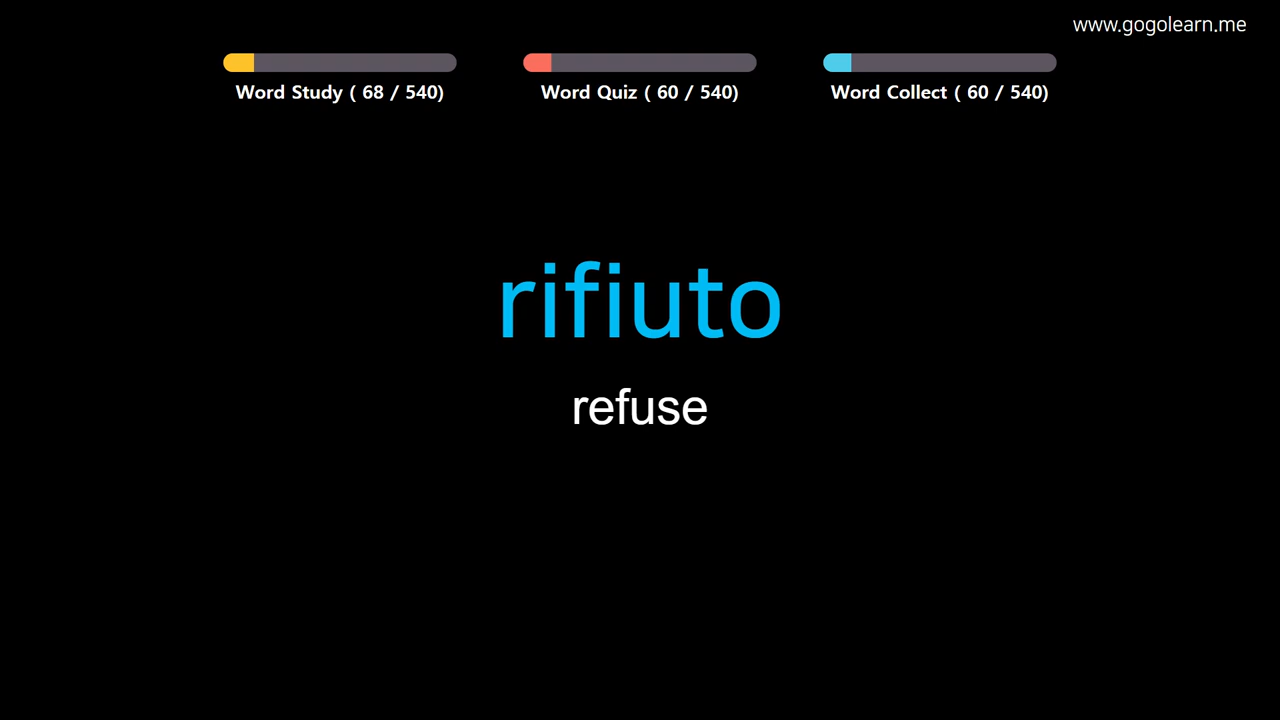 www.gogolearn.me
Word Study ( 68 / 540)
Word Quiz ( 60 / 540)
Word Collect ( 60 / 540)
rifiuto
refuse